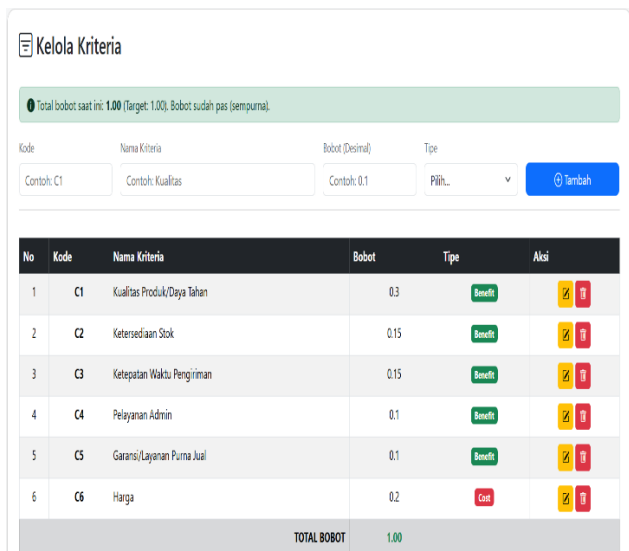 Kelola Kriteria
Total bobot saat ini: 1.00 (Target: 1.00). Bobot sudah pas (sempurna).
Kode Nama Kriteria Bobot (Desimal) Tipe
Contoh: C1 Contoh: Kualitas Contoh: 0.1 Pilih... Tambah
No Kode Nama Kriteria Bobot Tipe Aksi
1 C1 Kualitas Produk/Daya Tahan 0.3 Benefit
2 C2 Ketersediaan Stok 0.15 Benefit
3 C3 Ketepatan Waktu Pengiriman 0.15 Benefit
4 C4 Pelayanan Admin 0.1 Benefit
5 C5 Garansi/Layanan Purna Jual 0.1 Benefit
6 C6 Harga 0.2 Cost
TOTAL BOBOT 1.00